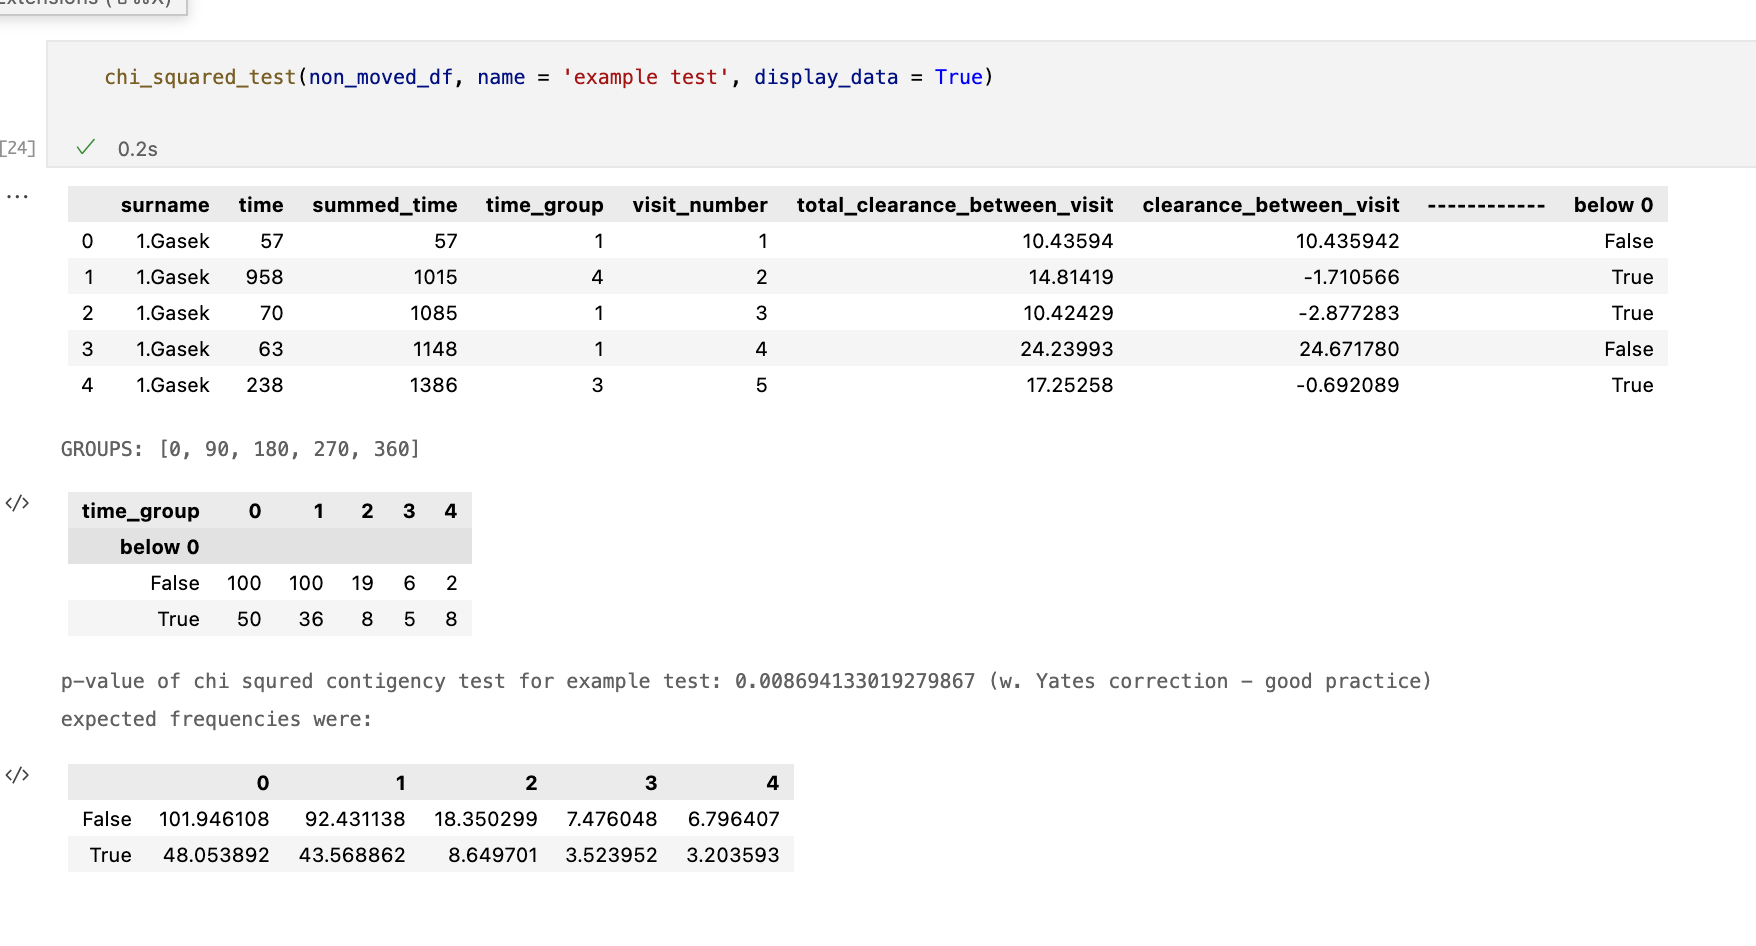 chi_squared_test(non_moved_df, name = 'example test', display_data = True)
[24] 0.2s
surname time summed_time time_group visit_number total_clearance_between_visit clearance_between_visit ------------ below 0
0 1.Gasek 57 57 1 1 10.43594 10.435942 False
1 1.Gasek 958 1015 4 2 14.81419 -1.710566 True
2 1.Gasek 70 1085 1 3 10.42429 -2.877283 True
3 1.Gasek 63 1148 1 4 24.23993 24.671780 False
4 1.Gasek 238 1386 3 5 17.25258 -0.692089 True
GROUPS: [0, 90, 180, 270, 360]
time_group 0 1 2 3 4
below 0
False 100 100 19 6 2
True 50 36 8 5 8
p-value of chi squred contigency test for example test: 0.008694133019279867 (w. Yates correction - good practice)
expected frequencies were:
0 1 2 3 4
False 101.946108 92.431138 18.350299 7.476048 6.796407
True 48.053892 43.568862 8.649701 3.523952 3.203593